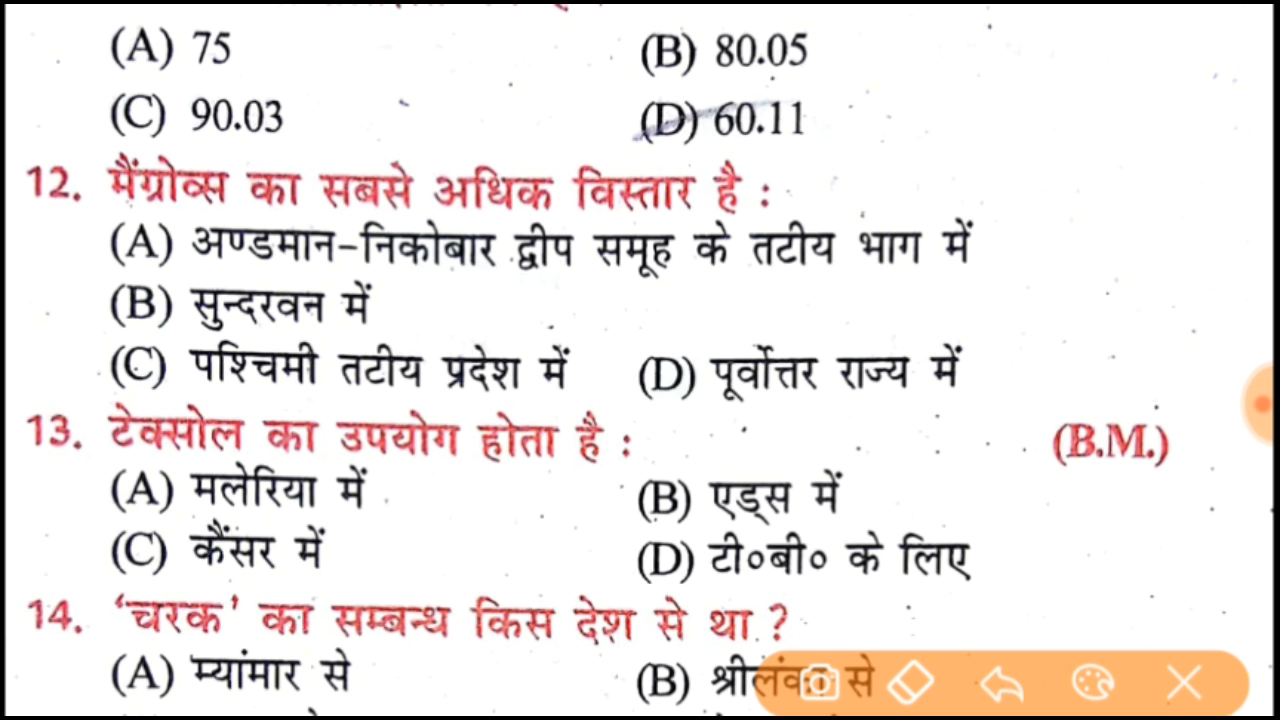 (A) 75 (B) 80.05
(C) 90.03 (D) 60.11
12. मैंग्रोव्स का सबसे अधिक विस्तार है :
(A) अण्डमान-निकोबार द्वीप समूह के तटीय भाग में
(B) सुन्दरवन में
(C) पश्चिमी तटीय प्रदेश में (D) पूर्वोत्तर राज्य में
13. टेक्सोल का उपयोग होता है : (B.M.)
(A) मलेरिया में (B) एड्स में
(C) कैंसर में (D) टी०बी० के लिए
14. 'चरक' का सम्बन्ध किस देश से था ?
(A) म्यांमार से (B) श्रीलंका से